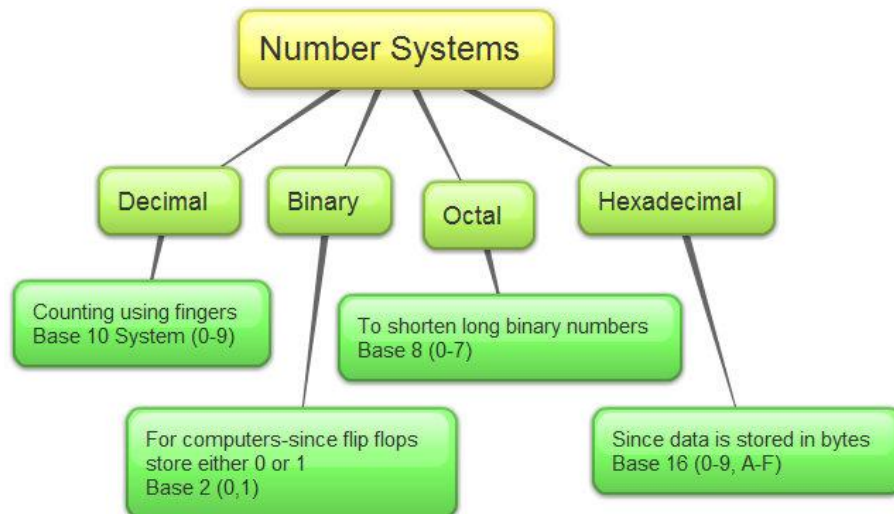 Number Systems
Decimal
Binary
Octal
Hexadecimal
Counting using fingers
Base 10 System (0-9)
To shorten long binary numbers
Base 8 (0-7)
For computers-since flip flops
store either 0 or 1
Base 2 (0,1)
Since data is stored in bytes
Base 16 (0-9, A-F)